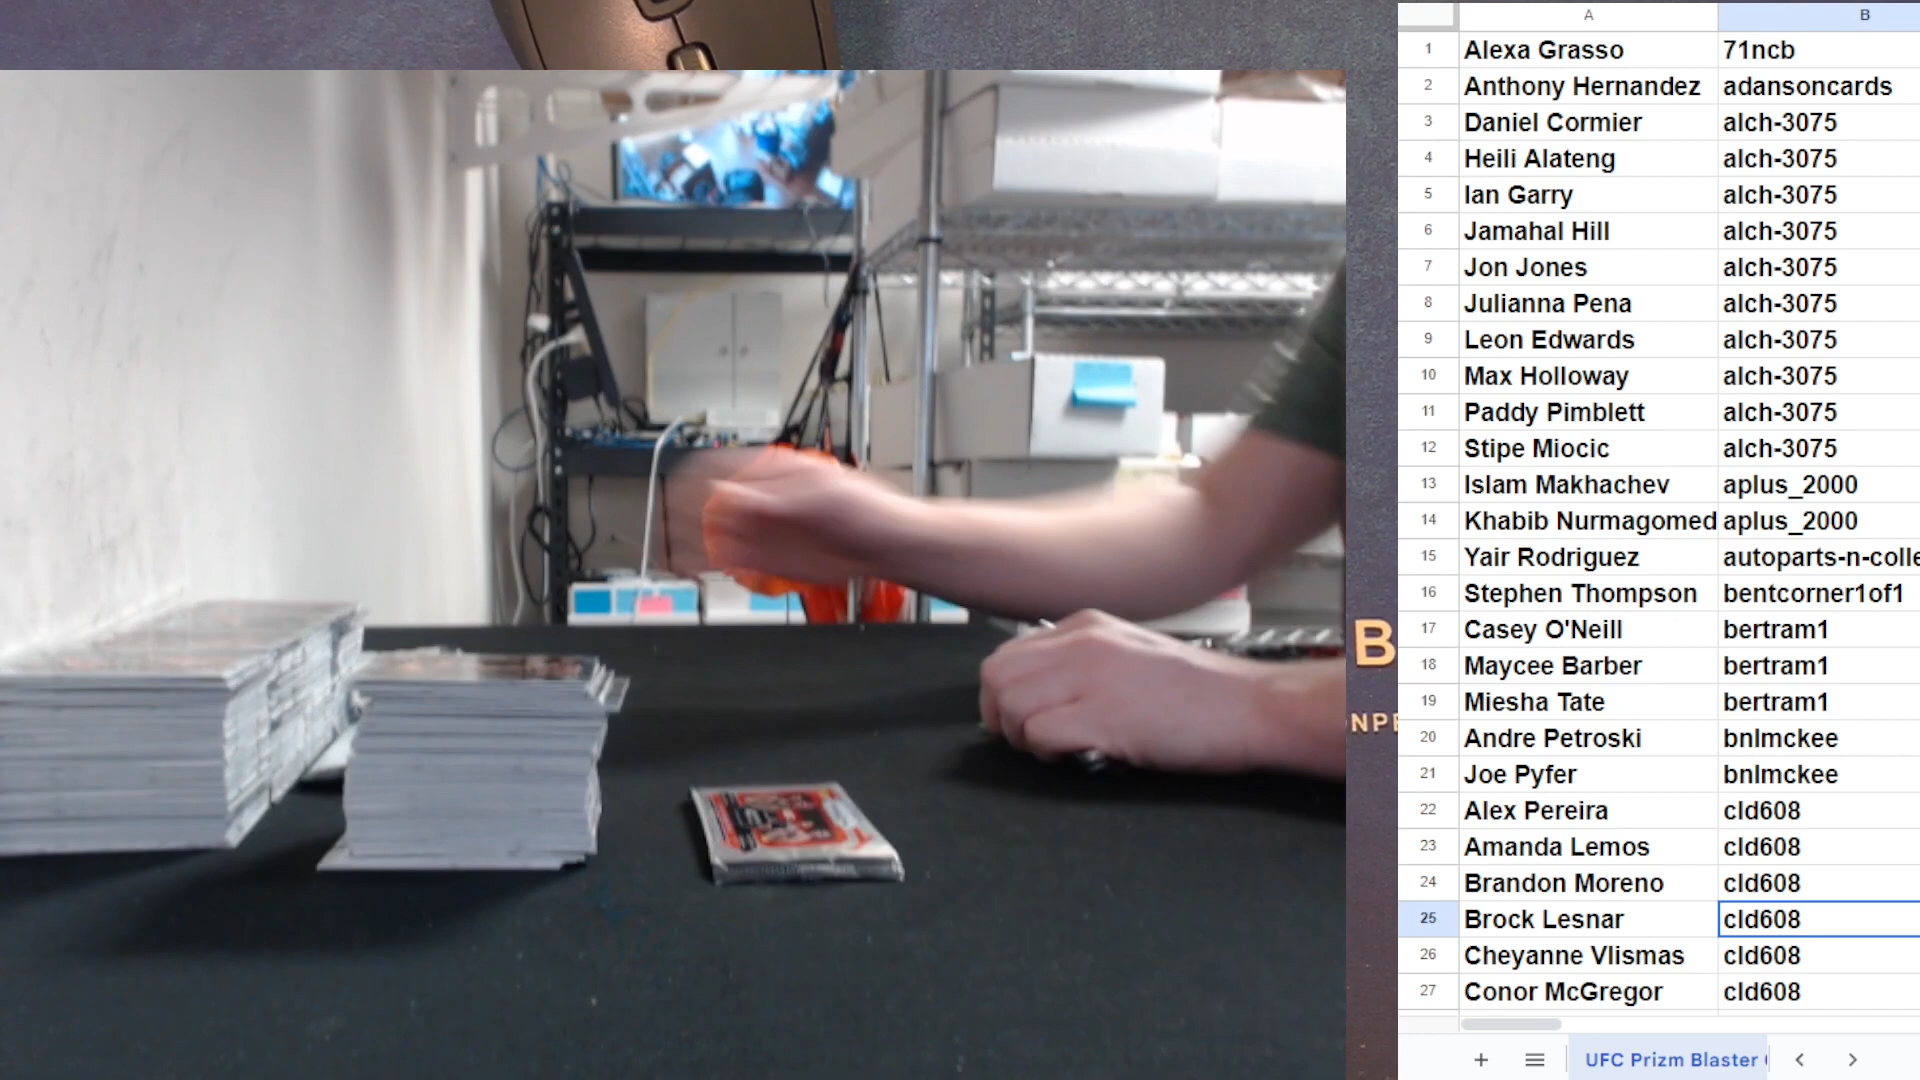 A B
1 Alexa Grasso 71ncb
2 Anthony Hernandez adansoncards
3 Daniel Cormier alch-3075
4 Heili Alateng alch-3075
5 Ian Garry alch-3075
6 Jamahal Hill alch-3075
7 Jon Jones alch-3075
8 Julianna Pena alch-3075
9 Leon Edwards alch-3075
10 Max Holloway alch-3075
11 Paddy Pimblett alch-3075
12 Stipe Miocic alch-3075
13 Islam Makhachev aplus_2000
14 Khabib Nurmagomed aplus_2000
15 Yair Rodriguez autoparts-n-colle
16 Stephen Thompson bentcorner1of1
17 Casey O'Neill bertram1
18 Maycee Barber bertram1
19 Miesha Tate bertram1
20 Andre Petroski bnlmckee
21 Joe Pyfer bnlmckee
22 Alex Pereira cld608
23 Amanda Lemos cld608
24 Brandon Moreno cld608
25 Brock Lesnar cld608
26 Cheyanne Vlismas cld608
27 Conor McGregor cld608
UFC Prizm Blaster
B
ONPR